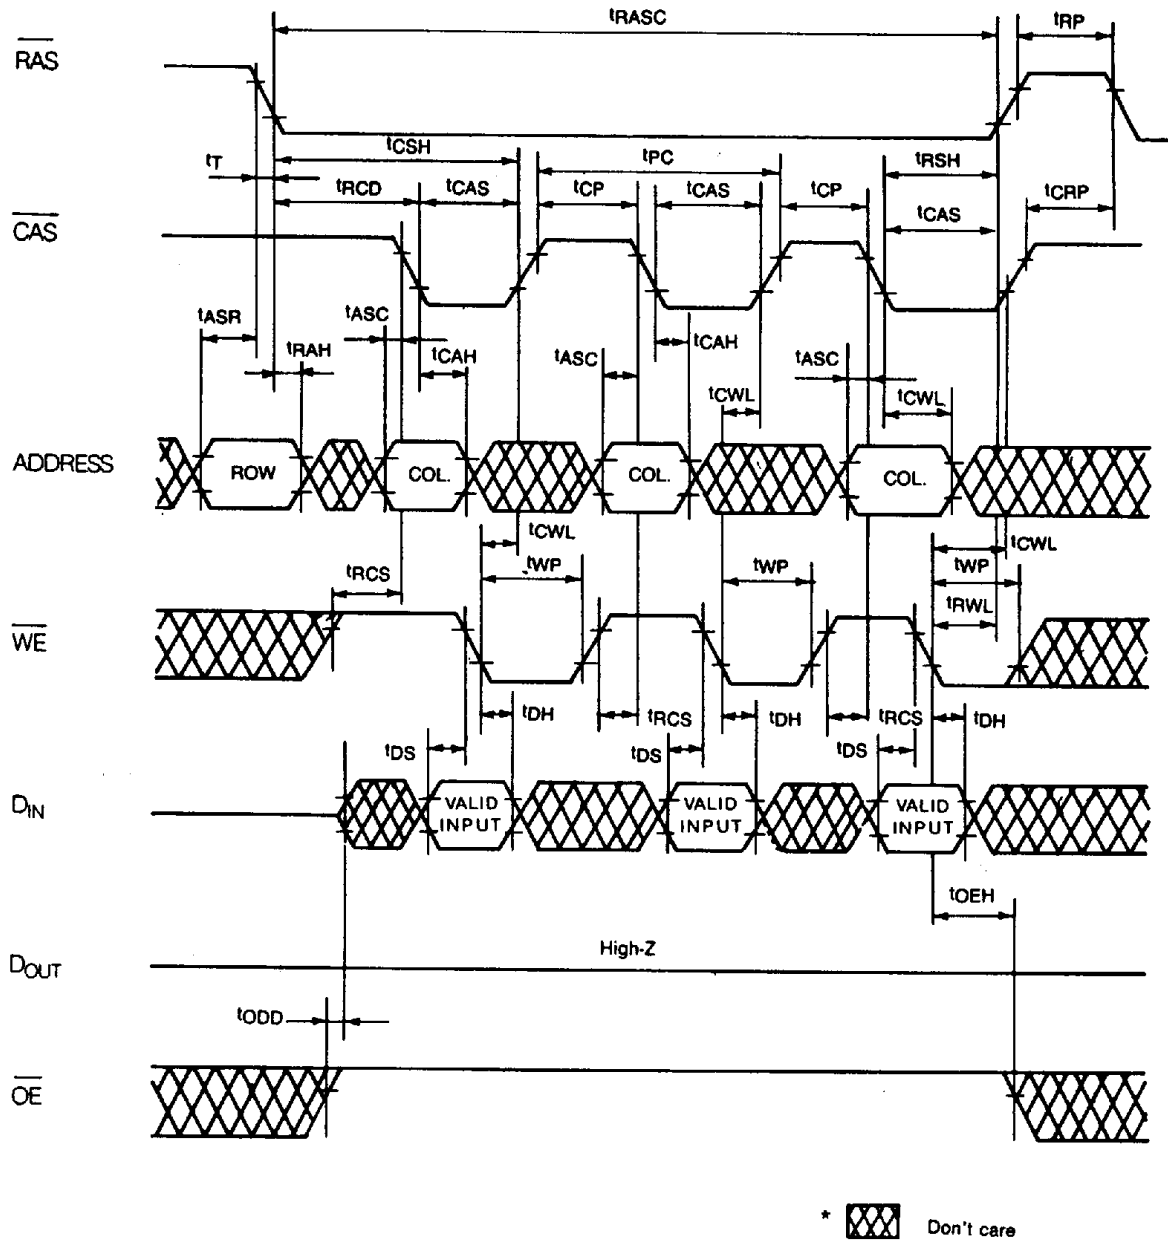 tRASC tRP
RAS
tCSH tPC tRSH
tT tRCD tCAS tCP tCAS tCP tCRP
CAS tCAS
tASR tASC tRAH tCAH tASC tCAH tASC
tCWL tCWL
ADDRESS ROW COL. COL. COL.
tCWL tCWL
tRCS tWP tWP tWP
tRWL
WE
tDH tRCS tDH tRCS tDH
tDS tDS tDS
DIN VALID INPUT VALID INPUT VALID INPUT
tOEH
High-Z
DOUT
tODD
OE
* Don't care